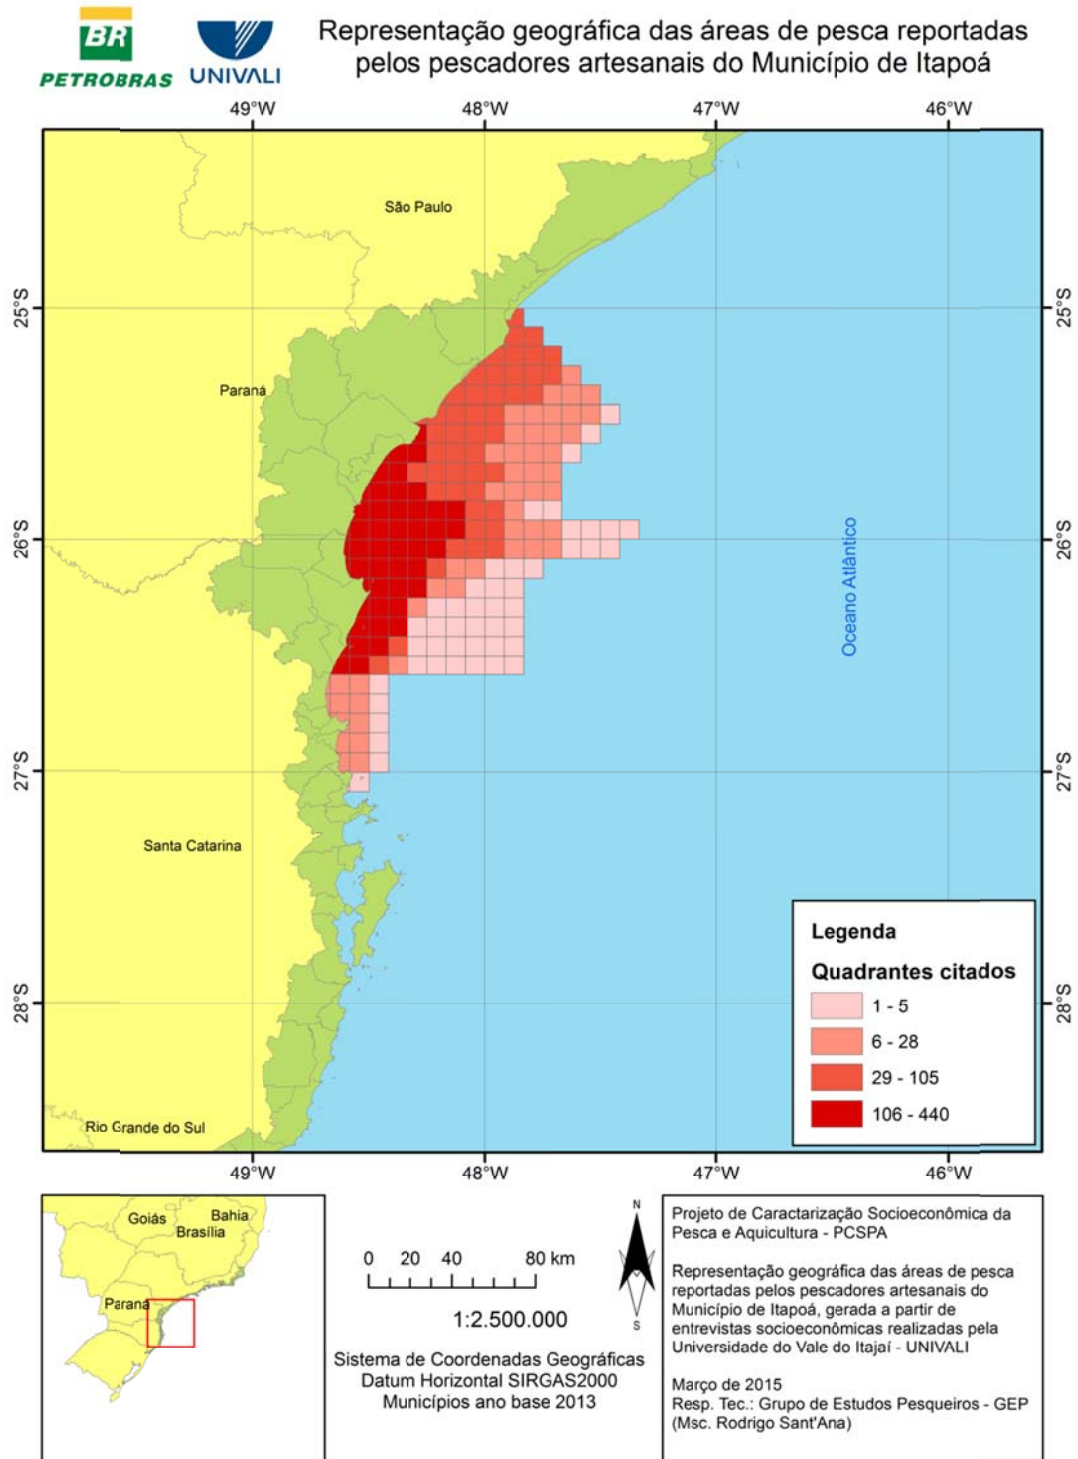 BR
PETROBRAS
UNIVALI
Representação geográfica das áreas de pesca reportadas
pelos pescadores artesanais do Município de Itapoá
49°W
48°W
47°W
46°W
25°S
26°S
27°S
28°S
São Paulo
Paraná
Santa Catarina
Rio Grande do Sul
Oceano Atlântico
25°S
26°S
27°S
28°S
Legenda
Quadrantes citados
1 - 5
6 - 28
29 - 105
106 - 440
49°W
48°W
47°W
46°W
Goiás
Bahia
Brasília
Paraná
0 20 40 80 km
1:2.500.000
Sistema de Coordenadas Geográficas
Datum Horizontal SIRGAS2000
Municípios ano base 2013
N
S
Projeto de Caractarização Socioeconômica da
Pesca e Aquicultura - PCSPA
Representação geográfica das áreas de pesca
reportadas pelos pescadores artesanais do
Município de Itapoá, gerada a partir de
entrevistas socioeconômicas realizadas pela
Universidade do Vale do Itajaí - UNIVALI
Março de 2015
Resp. Tec.: Grupo de Estudos Pesqueiros - GEP
(Msc. Rodrigo Sant'Ana)